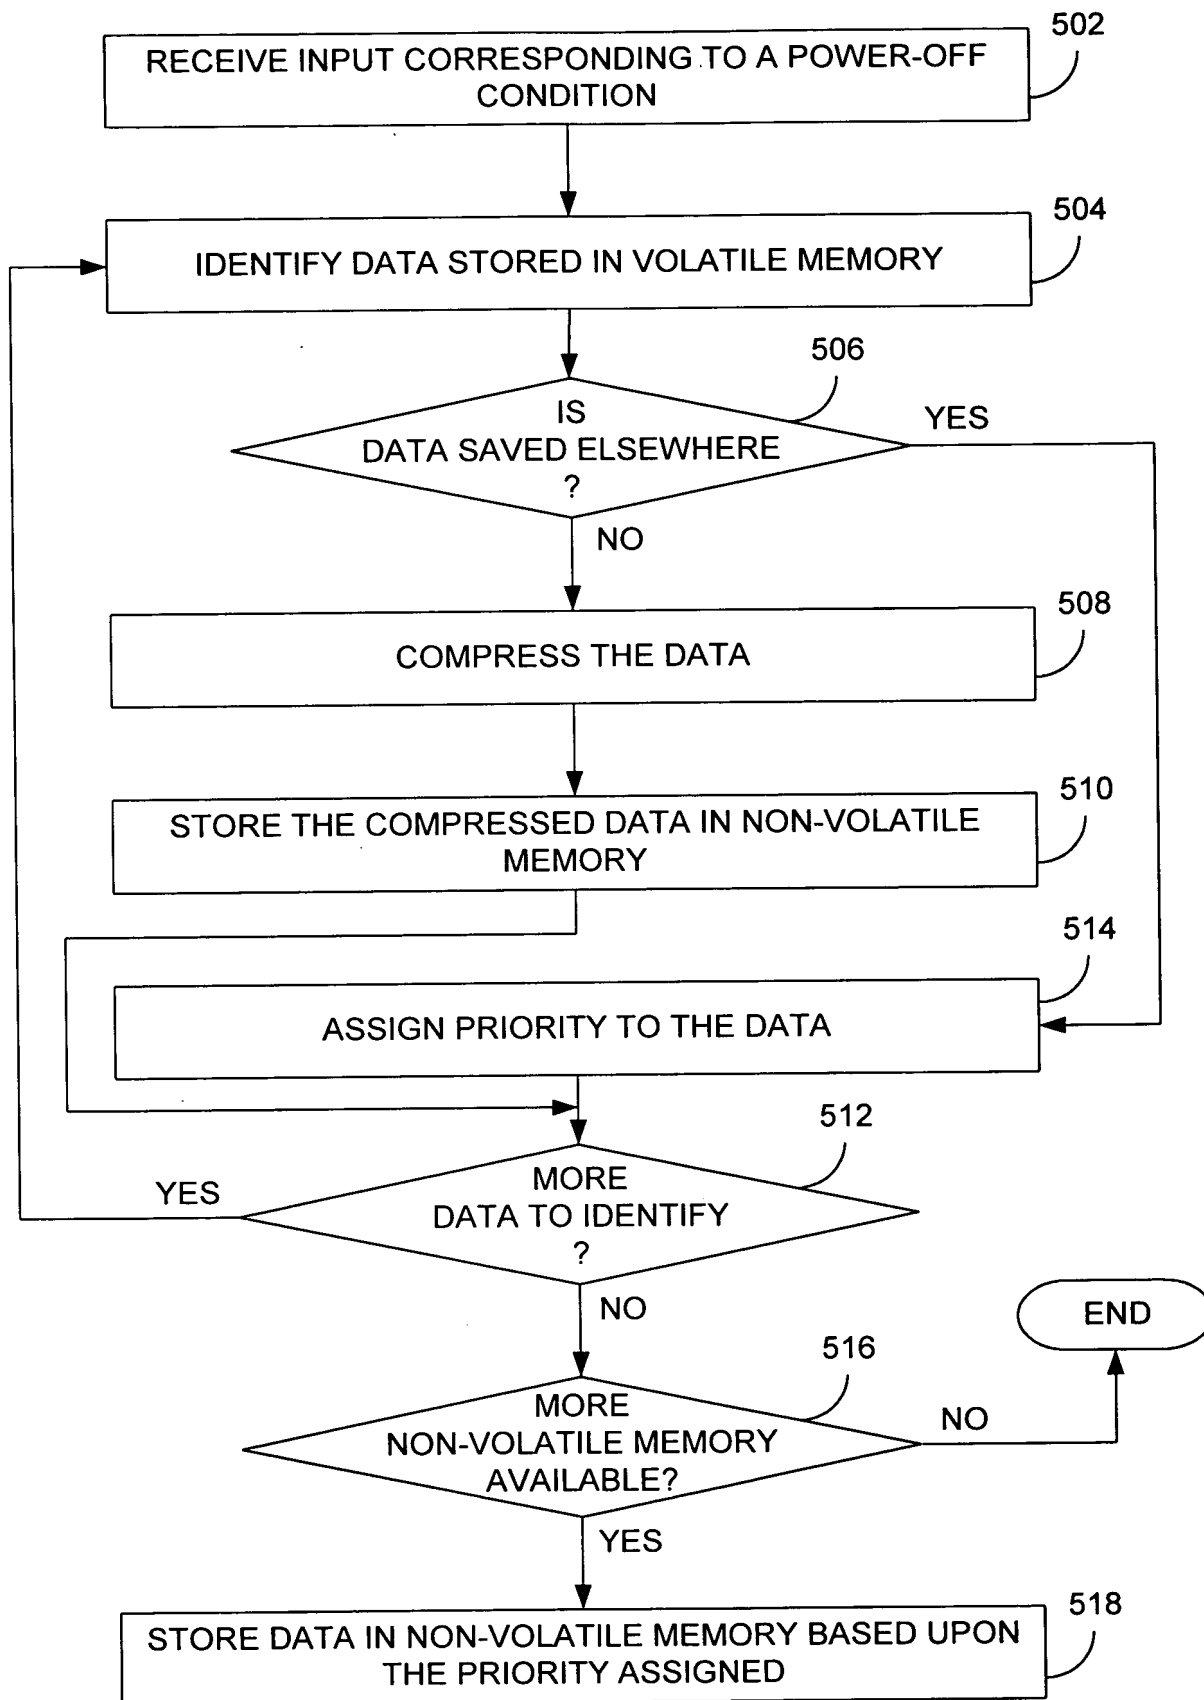 502
RECEIVE INPUT CORRESPONDING TO A POWER-OFF
CONDITION
504
IDENTIFY DATA STORED IN VOLATILE MEMORY
506
IS
DATA SAVED ELSEWHERE
?
YES
NO
508
COMPRESS THE DATA
510
STORE THE COMPRESSED DATA IN NON-VOLATILE
MEMORY
514
ASSIGN PRIORITY TO THE DATA
512
MORE
DATA TO IDENTIFY
?
YES
NO
END
516
MORE
NON-VOLATILE MEMORY
AVAILABLE?
NO
YES
518
STORE DATA IN NON-VOLATILE MEMORY BASED UPON
THE PRIORITY ASSIGNED